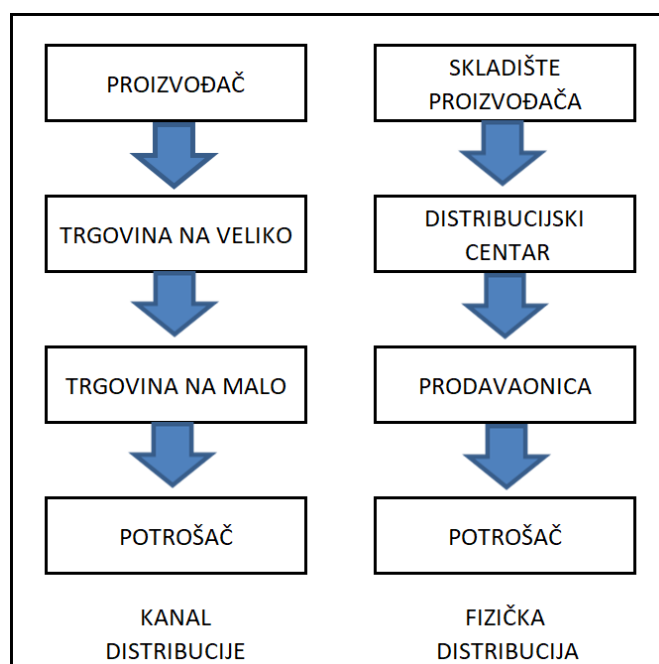 PROIZVOĐAČ
TRGOVINA NA VELIKO
TRGOVINA NA MALO
POTROŠAČ
KANAL
DISTRIBUCIJE
SKLADIŠTE
PROIZVOĐAČA
DISTRIBUCIJSKI
CENTAR
PRODAVAONICA
POTROŠAČ
FIZIČKA
DISTRIBUCIJA